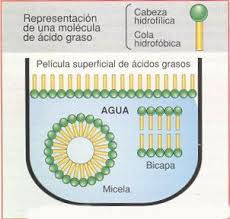 Representación
de una molécula
de ácido graso
Cabeza
hidrofílica
Cola
hidrofóbica
Película superficial de ácidos grasos
AGUA
Bicapa
Micela